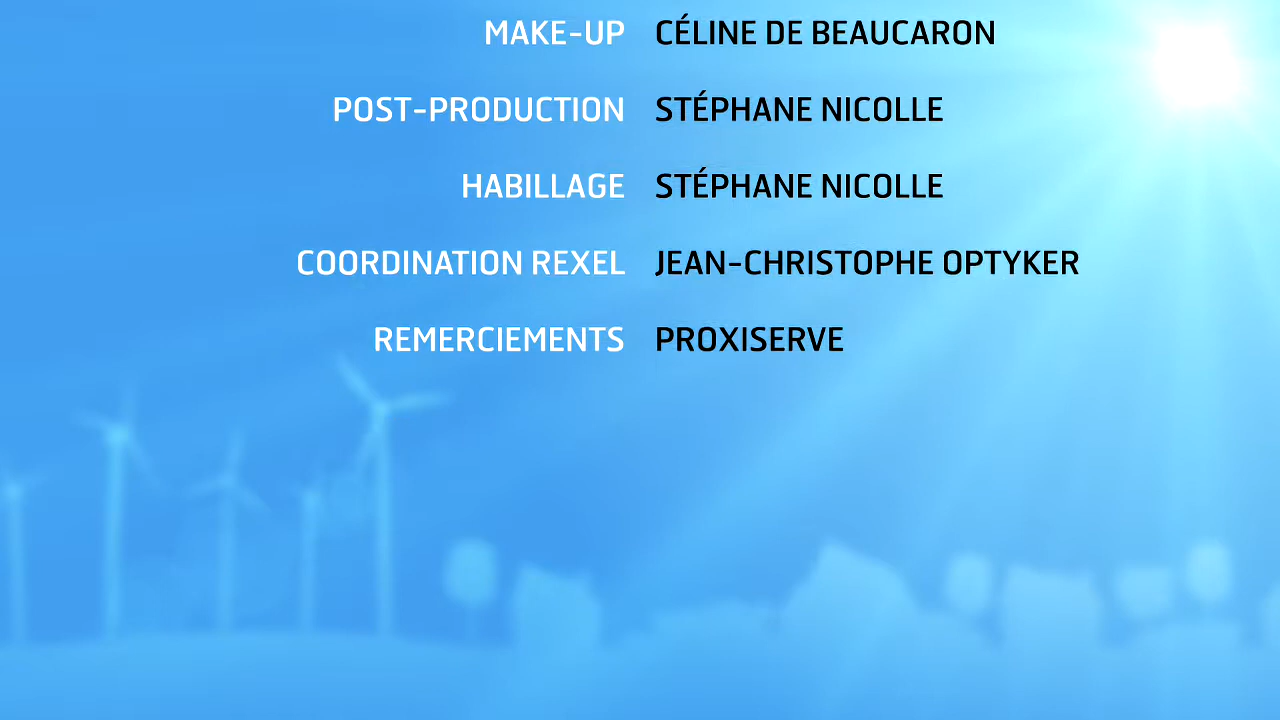 MAKE-UP CÉLINE DE BEAUCARON
POST-PRODUCTION STÉPHANE NICOLLE
HABILLAGE STÉPHANE NICOLLE
COORDINATION REXEL JEAN-CHRISTOPHE OPTYKER
REMERCIEMENTS PROXISERVE